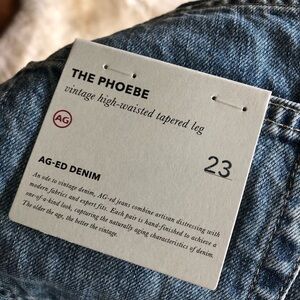 THE PHOEBE
vintage high-waisted tapered leg
AG
23
AG-ED DENIM
An ode to vintage denim, AG-ed jeans combine artisan distressing with
modern fabrics and expert fits. Each pair is hand-finished to achieve a
one-of-a-kind look, capturing the naturally aging characteristics of denim.
The older the age, the better the vintage.